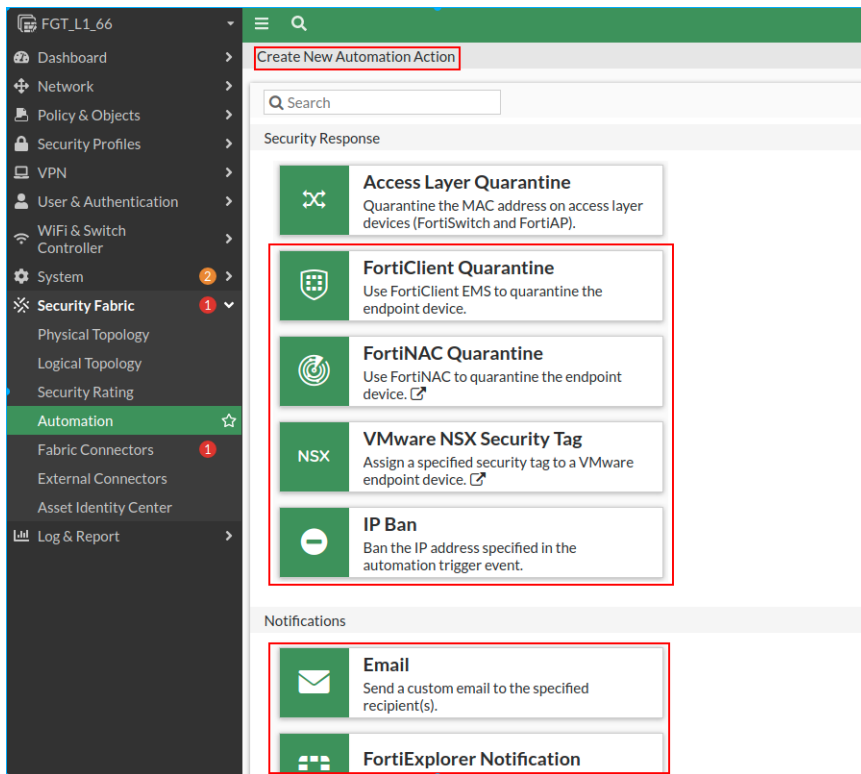 FGT_L1_66
Dashboard
Network
Policy & Objects
Security Profiles
VPN
User & Authentication
WiFi & Switch
Controller
System 2
Security Fabric 1
Physical Topology
Logical Topology
Security Rating
Automation
Fabric Connectors 1
External Connectors
Asset Identity Center
Log & Report
Create New Automation Action
Search
Security Response
Access Layer Quarantine
Quarantine the MAC address on access layer
devices (FortiSwitch and FortiAP).
FortiClient Quarantine
Use FortiClient EMS to quarantine the
endpoint device.
FortiNAC Quarantine
Use FortiNAC to quarantine the endpoint
device.
NSX
VMware NSX Security Tag
Assign a specified security tag to a VMware
endpoint device.
IP Ban
Ban the IP address specified in the
automation trigger event.
Notifications
Email
Send a custom email to the specified
recipient(s).
FortiExplorer Notification